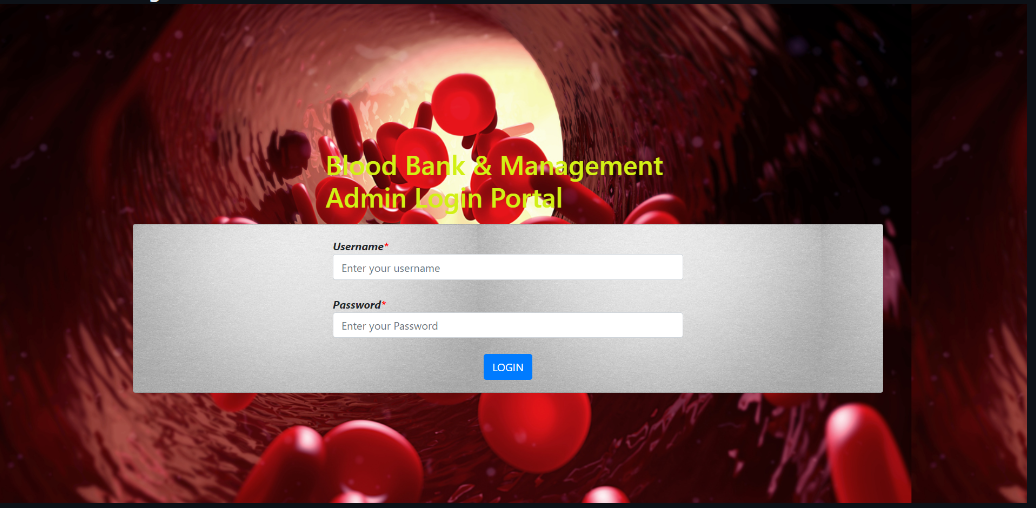 Blood Bank & Management
Admin Login Portal
Username*
Enter your username
Password*
Enter your Password
LOGIN